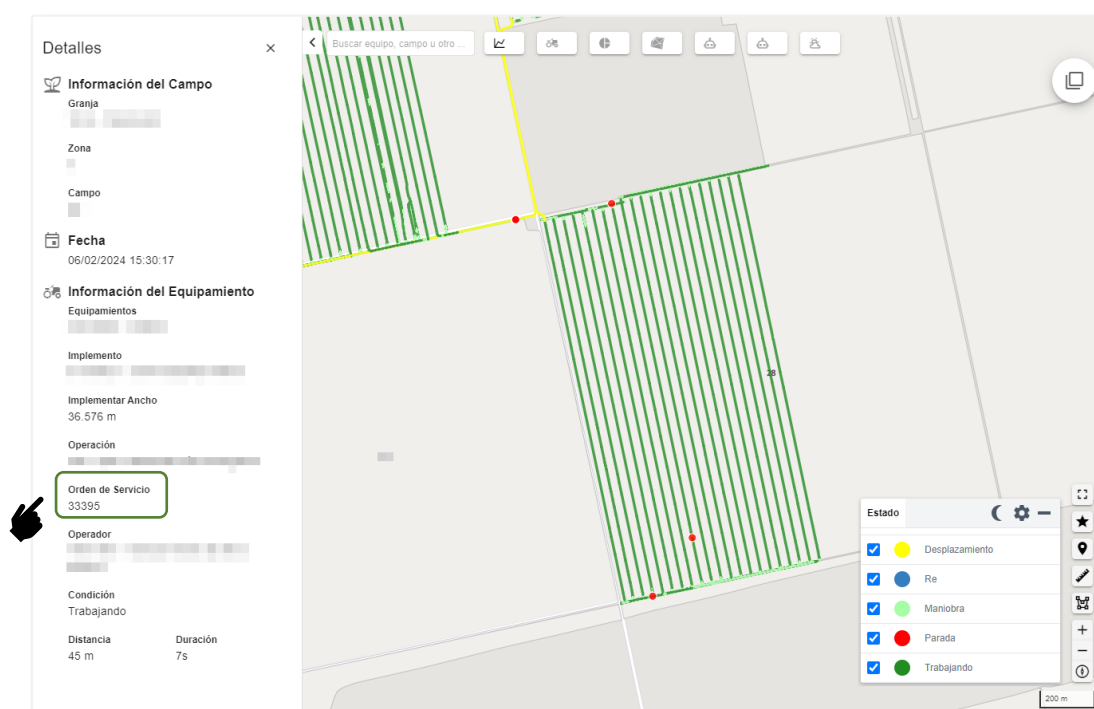 Detalles
×
Información del Campo
Granja
Zona
Campo
Fecha
06/02/2024 15:30:17
Información del Equipamiento
Equipamientos
Implemento
Implementar Ancho
36.576 m
Operación
Orden de Servicio
33395
Operador
Condición
Trabajando
Distancia Duración
45 m 7s
Buscar equipo, campo u otro ...
28
Estado
Desplazamiento
Re
Maniobra
Parada
Trabajando
200 m